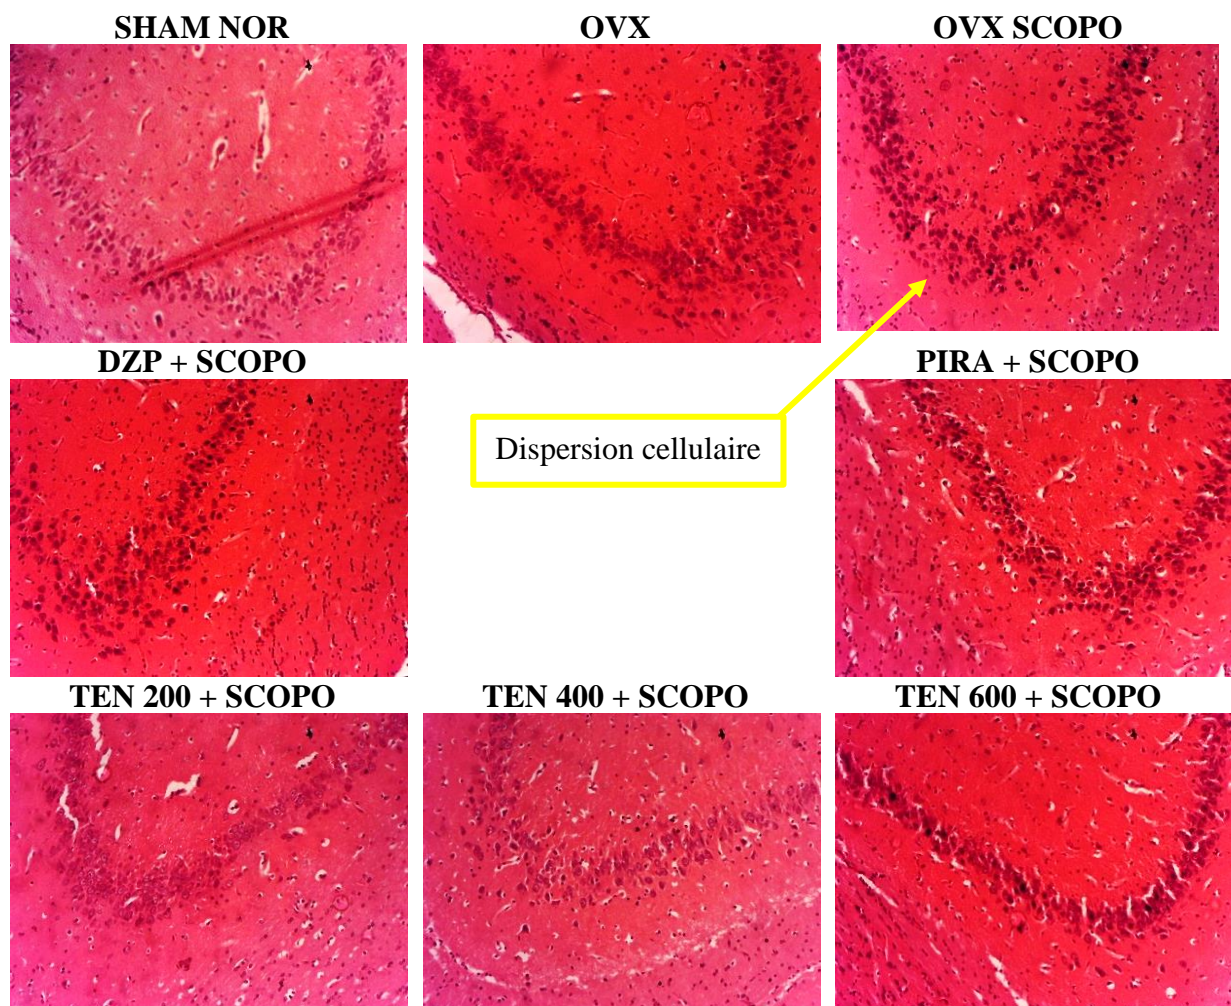 SHAM NOR
OVX
OVX SCOPO
DZP + SCOPO
PIRA + SCOPO
Dispersion cellulaire
TEN 200 + SCOPO
TEN 400 + SCOPO
TEN 600 + SCOPO